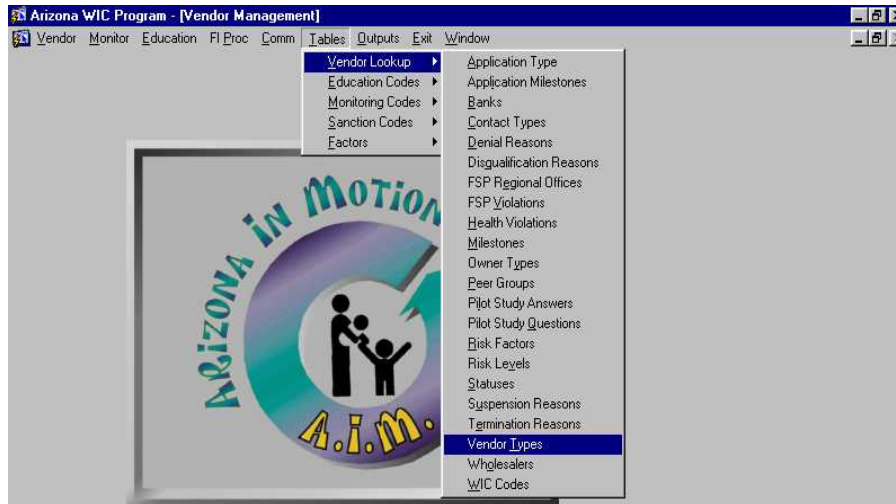 Arizona WIC Program - [Vendor Management]
Vendor Monitor Education FI Proc Comm Tables Outputs Exit Window
Vendor Lookup
Education Codes
Monitoring Codes
Sanction Codes
Factors
Application Type
Application Milestones
Banks
Contact Types
Denial Reasons
Disqualification Reasons
FSP Regional Offices
FSP Violations
Health Violations
Milestones
Owner Types
Peer Groups
Pilot Study Answers
Pilot Study Questions
Risk Factors
Risk Levels
Statuses
Suspension Reasons
Termination Reasons
Vendor Types
Wholesalers
WIC Codes
ARIZONA IN MOTION
A.I.M.